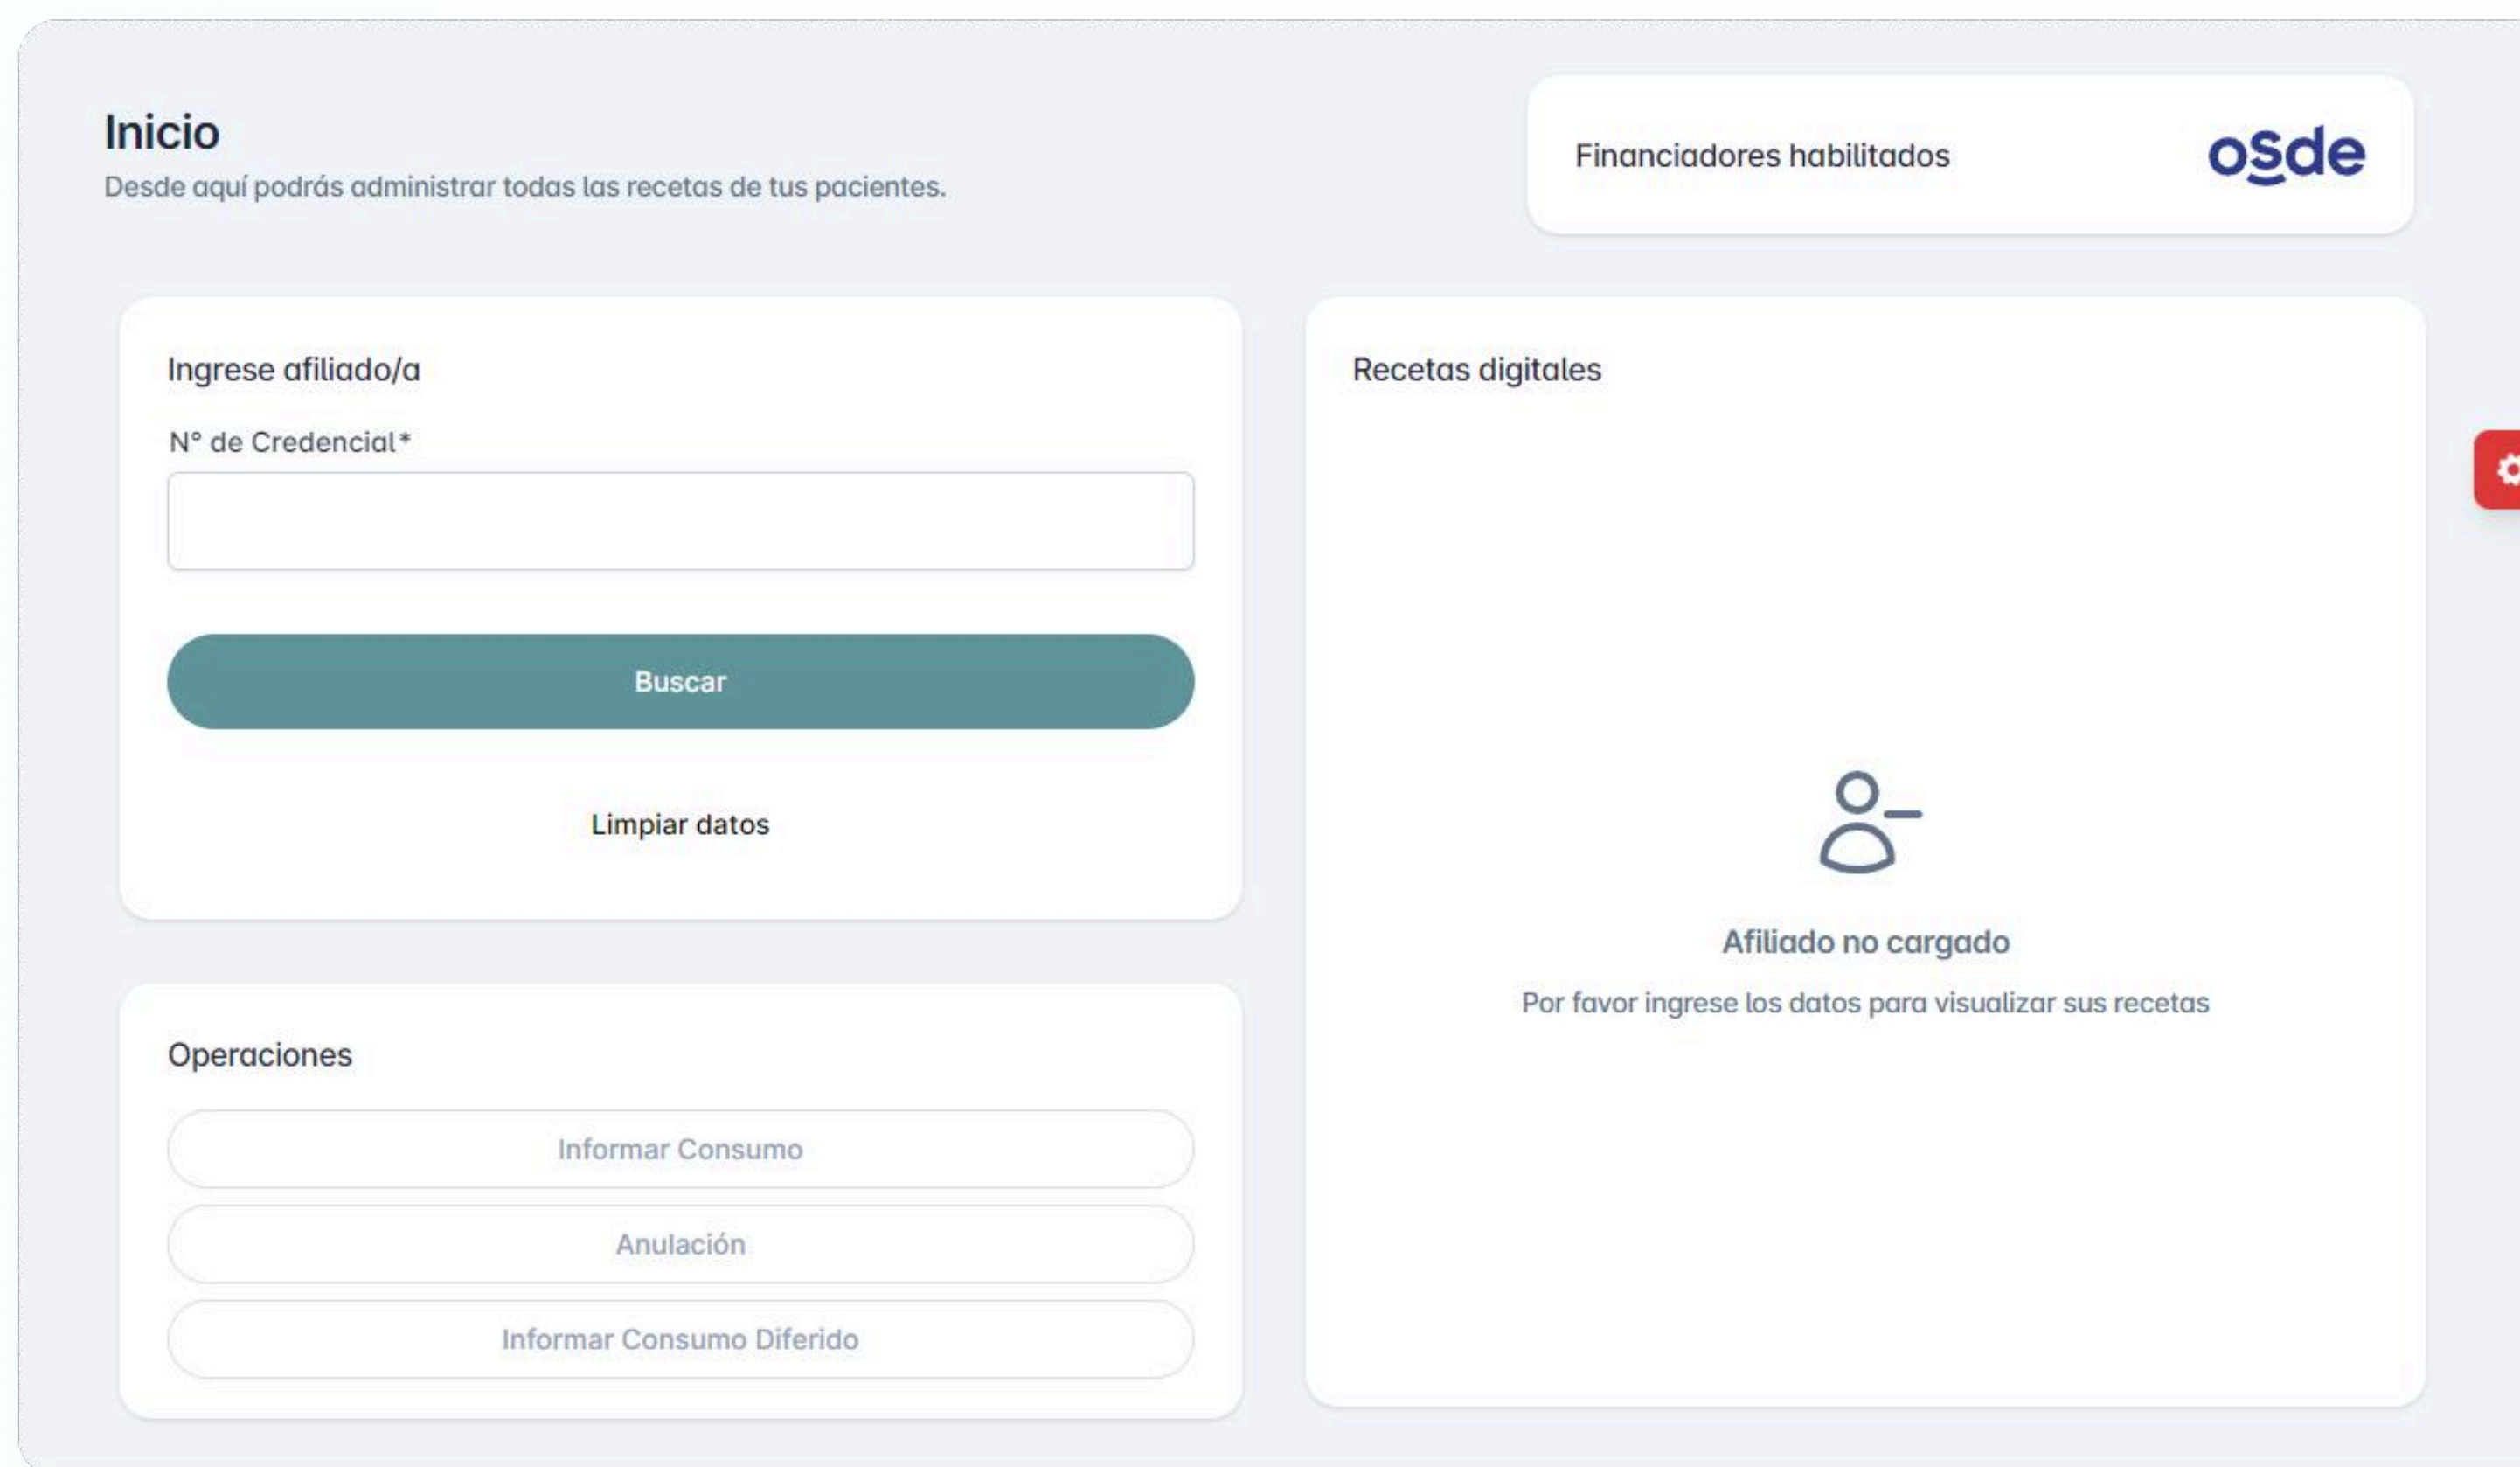 Inicio
Desde aquí podrás administrar todas las recetas de tus pacientes.
Financiadores habilitados
osde
Ingrese afiliado/a
N° de Credencial*
Buscar
Limpiar datos
Operaciones
Informar Consumo
Anulación
Informar Consumo Diferido
Recetas digitales
Afiliado no cargado
Por favor ingrese los datos para visualizar sus recetas